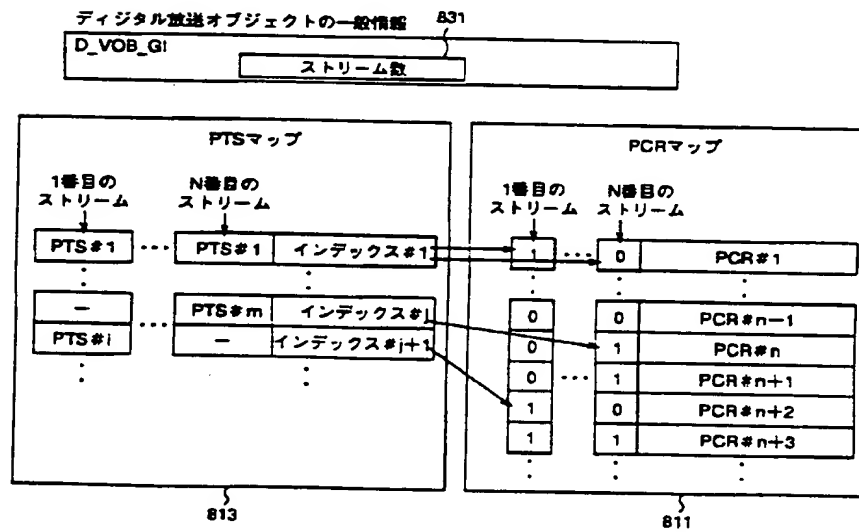 ディジタル放送オブジェクトの一般情報
831
D_VOB_GI
ストリーム数
PTSマップ
1番目の
ストリーム
N番目の
ストリーム
PTS#1 PTS#1 インデックス#1
― PTS#m インデックス#j
PTS#i ― インデックス#j+1
813
PCRマップ
1番目の
ストリーム
N番目の
ストリーム
1 0 PCR#1
0 0 PCR#n-1
0 1 PCR#n
0 1 PCR#n+1
1 0 PCR#n+2
1 1 PCR#n+3
811